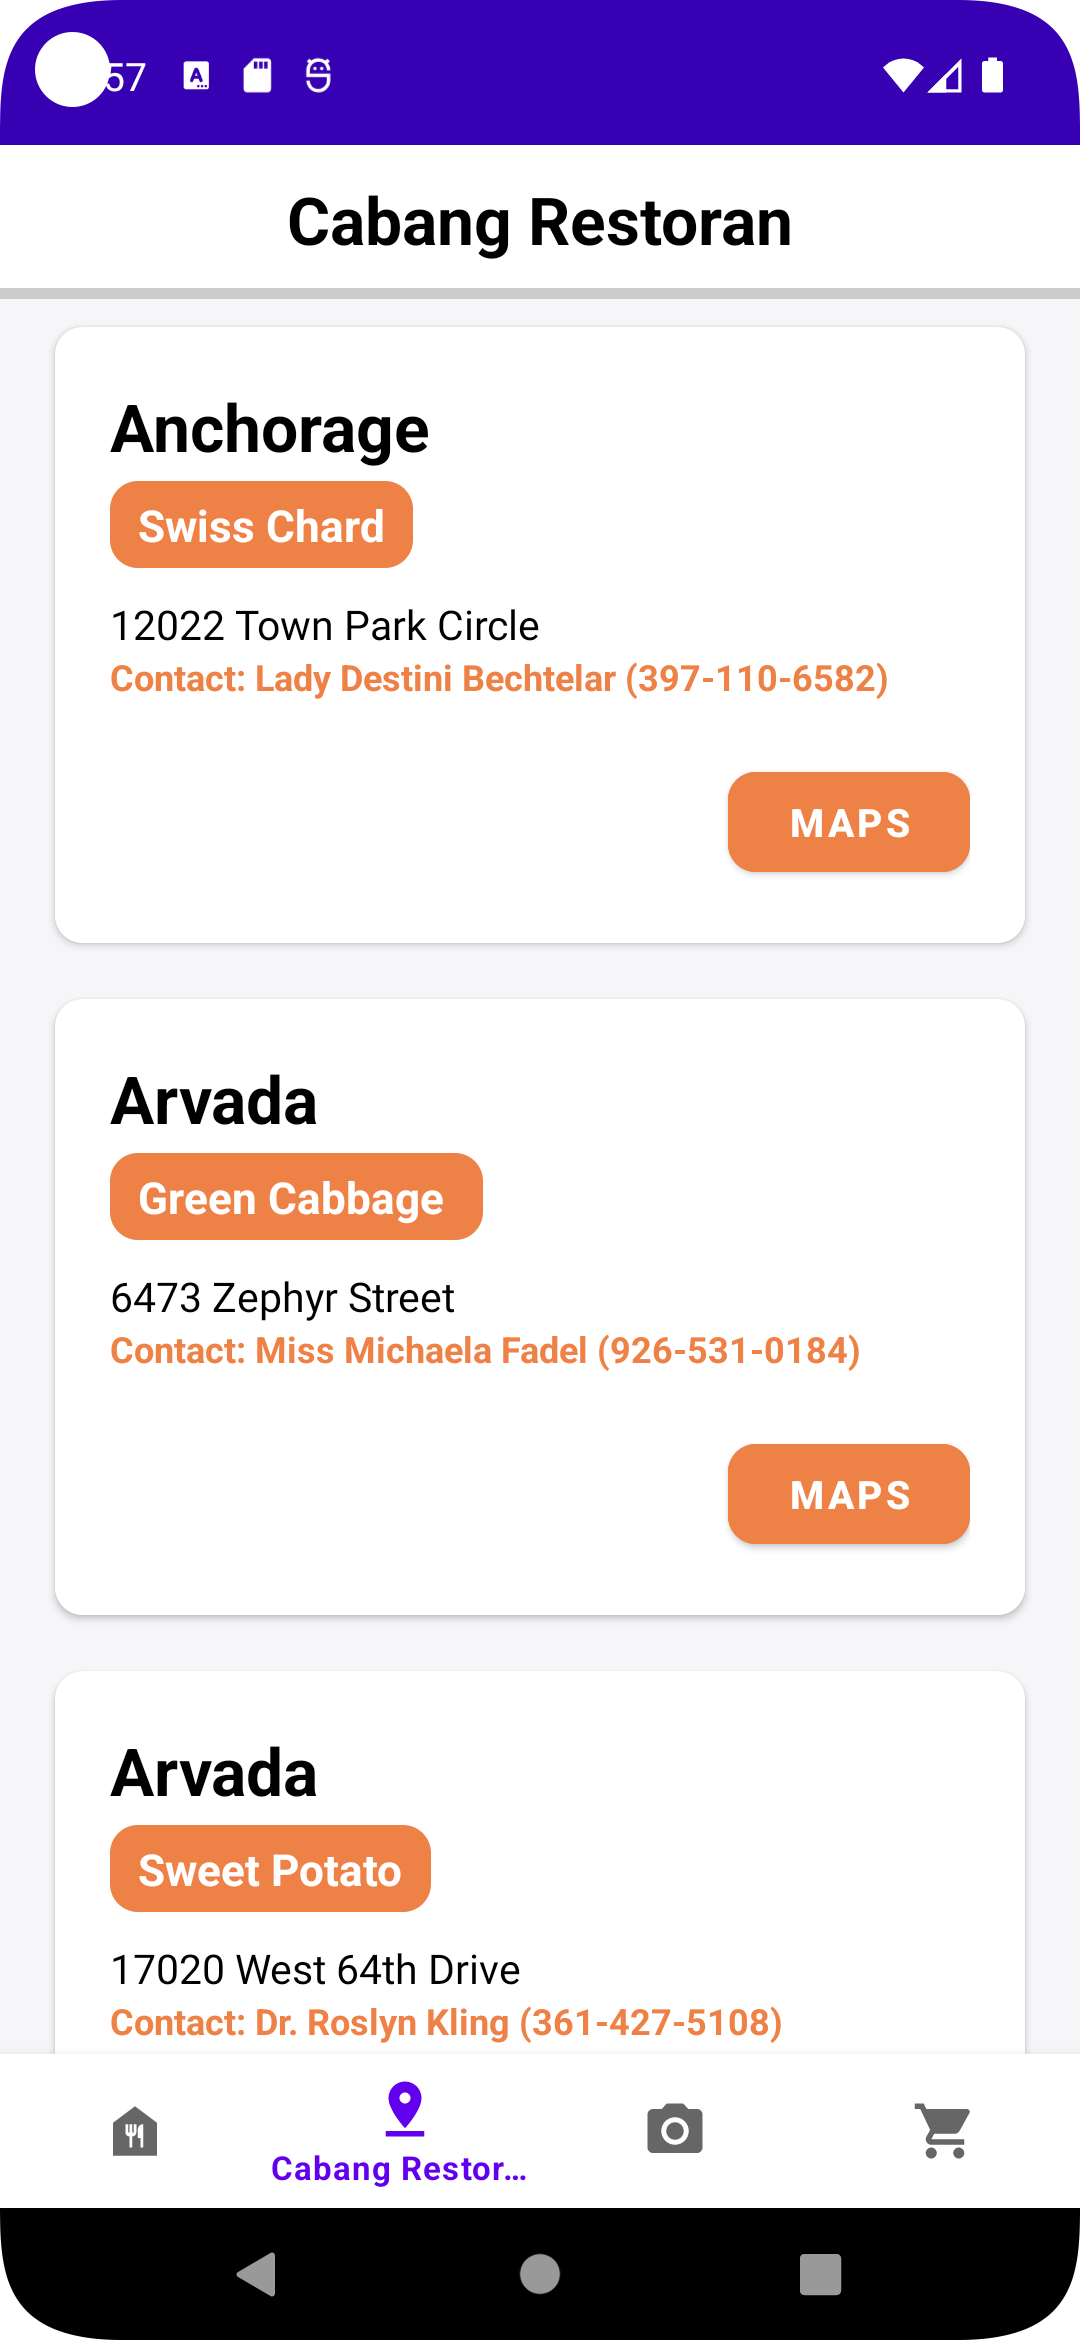 57
Cabang Restoran
Anchorage
Swiss Chard
12022 Town Park Circle
Contact: Lady Destini Bechtelar (397-110-6582)
MAPS
Arvada
Green Cabbage
6473 Zephyr Street
Contact: Miss Michaela Fadel (926-531-0184)
MAPS
Arvada
Sweet Potato
17020 West 64th Drive
Contact: Dr. Roslyn Kling (361-427-5108)
Cabang Restor...